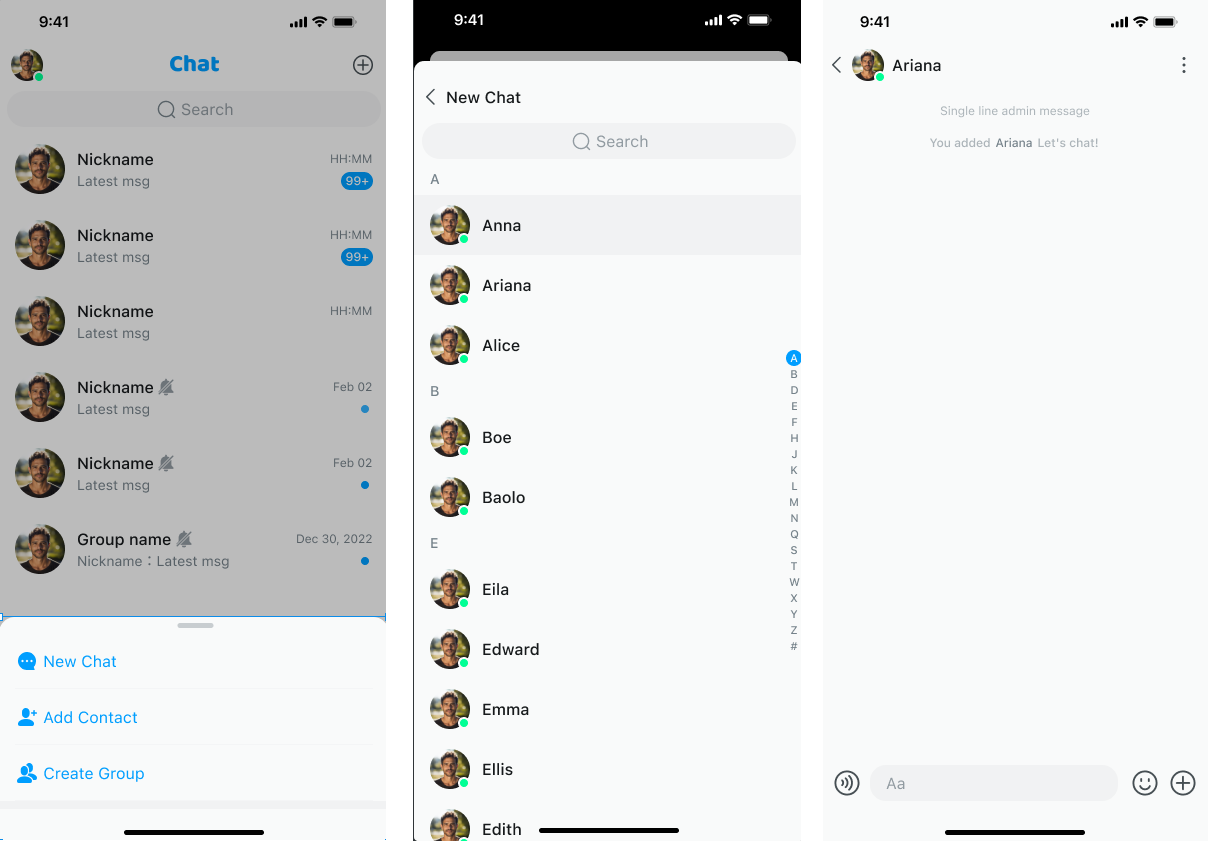 9:41
Chat
Search
Nickname
HH:MM
Latest msg
99+
Nickname
HH:MM
Latest msg
99+
Nickname
HH:MM
Latest msg
Nickname
Feb 02
Latest msg
Nickname
Feb 02
Latest msg
Group name
Dec 30, 2022
Nickname：Latest msg
New Chat
Add Contact
Create Group
9:41
New Chat
Search
A
Anna
Ariana
Alice
B
Boe
Baolo
E
Eila
Edward
Emma
Ellis
Edith
A
B
D
E
F
H
J
K
L
M
N
Q
S
T
W
X
Y
Z
#
9:41
Ariana
Single line admin message
You added Ariana Let's chat!
Aa